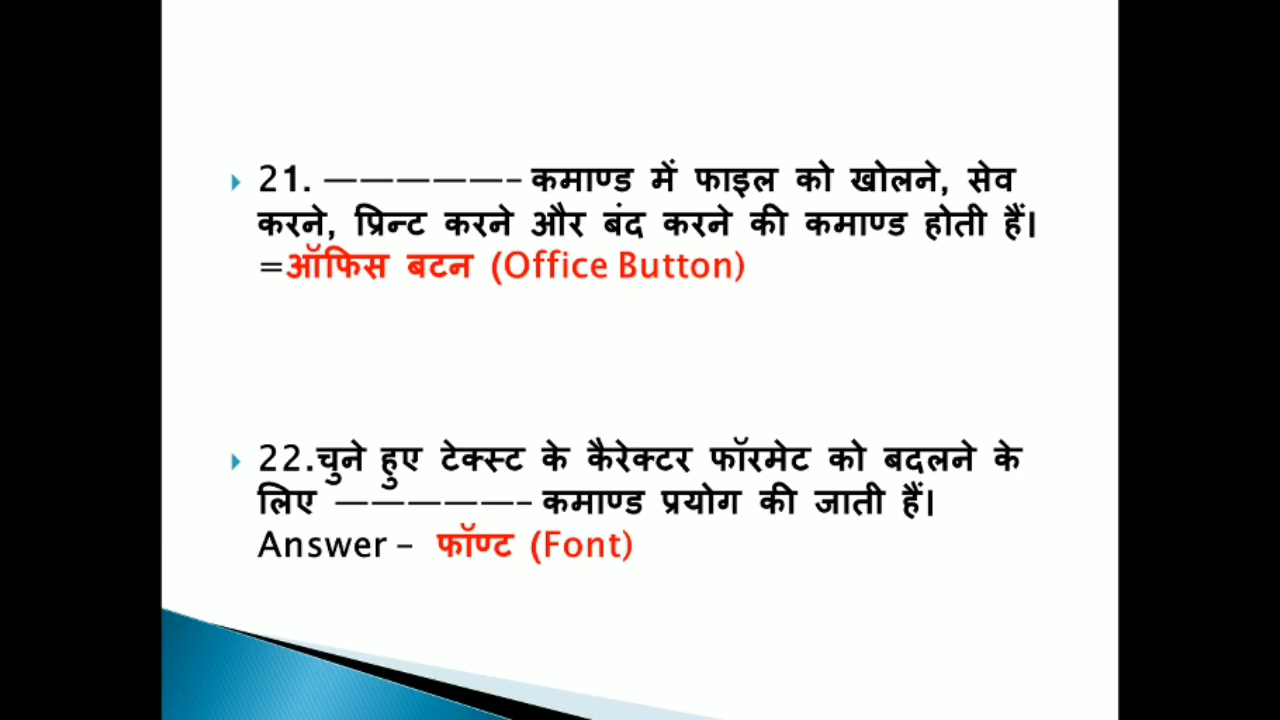 21. —————– कमाण्ड में फाइल को खोलने, सेव
करने, प्रिन्ट करने और बंद करने की कमाण्ड होती हैं।
=ऑफिस बटन (Office Button)
22.चुने हुए टेक्स्ट के कैरेक्टर फॉरमेट को बदलने के
लिए —————– कमाण्ड प्रयोग की जाती हैं।
Answer – फॉण्ट (Font)